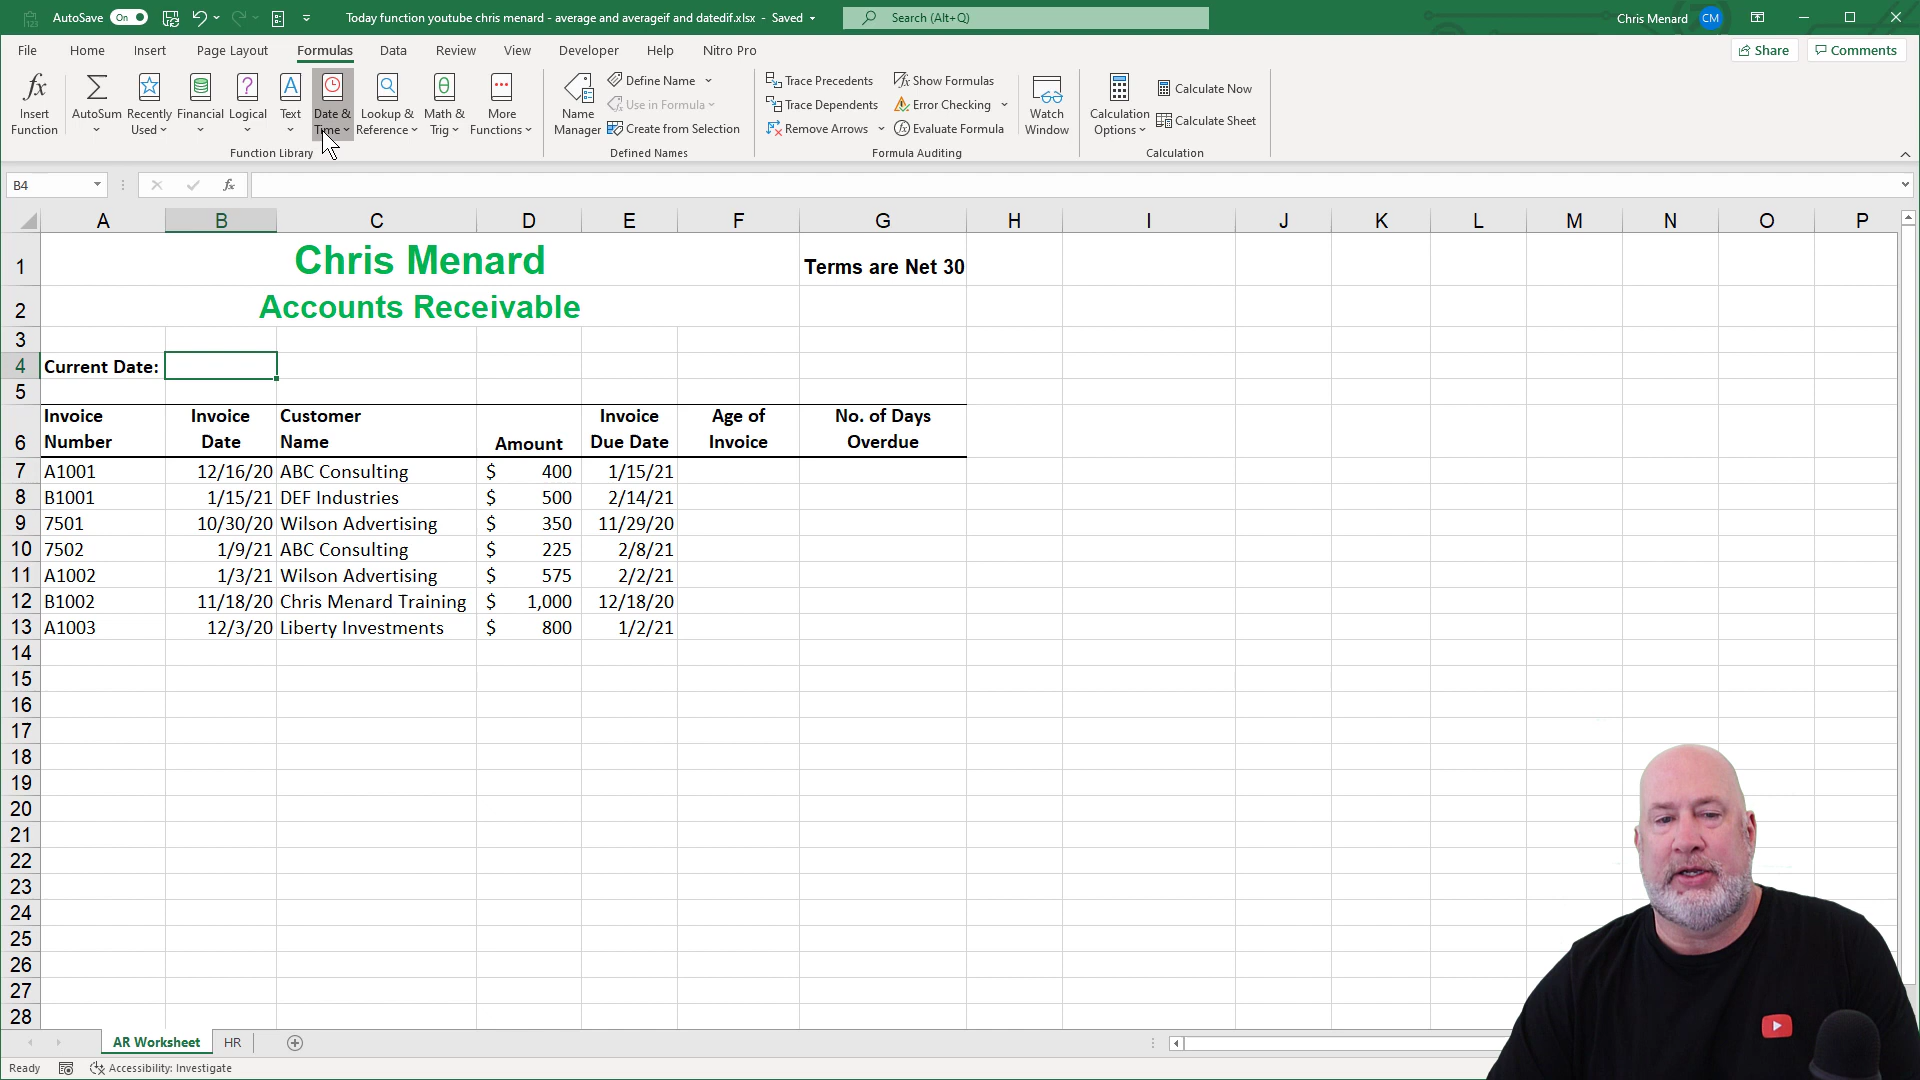 AutoSave On
Today function youtube chris menard - average and averageif and datedif.xlsx - Saved
Search (Alt+Q)
Chris Menard CM
File Home Insert Page Layout Formulas Data Review View Developer Help Nitro Pro
Share Comments
Insert Function
AutoSum
Recently Used
Financial
Logical
Text
Date & Time
Lookup & Reference
Math & Trig
More Functions
Function Library
Name Manager
Define Name
Use in Formula
Create from Selection
Defined Names
Trace Precedents
Trace Dependents
Remove Arrows
Show Formulas
Error Checking
Evaluate Formula
Formula Auditing
Watch Window
Calculation Options
Calculate Now
Calculate Sheet
Calculation
B4 fx
A B C D E F G H I J K L M N O P
1 Chris Menard Terms are Net 30
2 Accounts Receivable
3
4 Current Date:
5
Invoice Invoice Customer Invoice Age of No. of Days
6 Number Date Name Amount Due Date Invoice Overdue
7 A1001 12/16/20 ABC Consulting $ 400 1/15/21
8 B1001 1/15/21 DEF Industries $ 500 2/14/21
9 7501 10/30/20 Wilson Advertising $ 350 11/29/20
10 7502 1/9/21 ABC Consulting $ 225 2/8/21
11 A1002 1/3/21 Wilson Advertising $ 575 2/2/21
12 B1002 11/18/20 Chris Menard Training $ 1,000 12/18/20
13 A1003 12/3/20 Liberty Investments $ 800 1/2/21
14
15
16
17
18
19
20
21
22
23
24
25
26
27
28
AR Worksheet HR
Ready Accessibility: Investigate